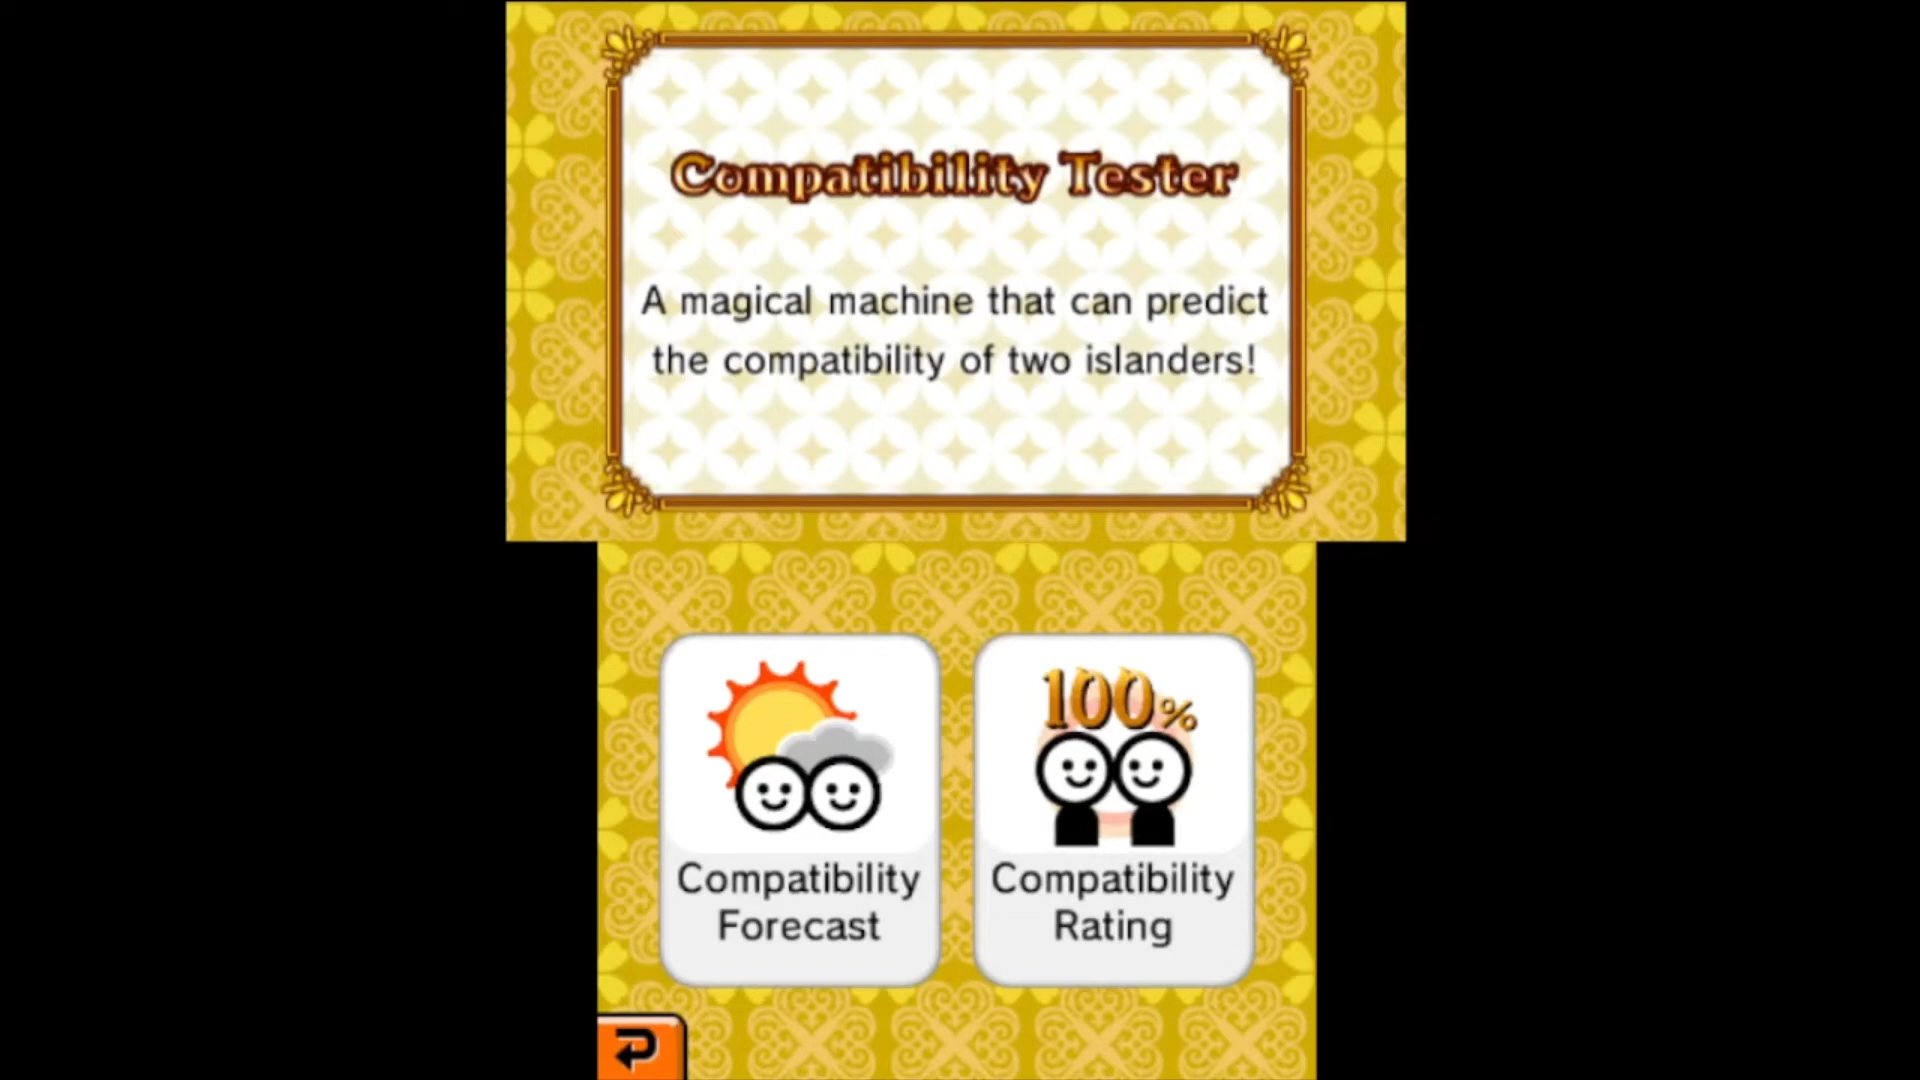 Compatibility Tester
A magical machine that can predict
the compatibility of two islanders!
100%
Compatibility
Forecast
Compatibility
Rating